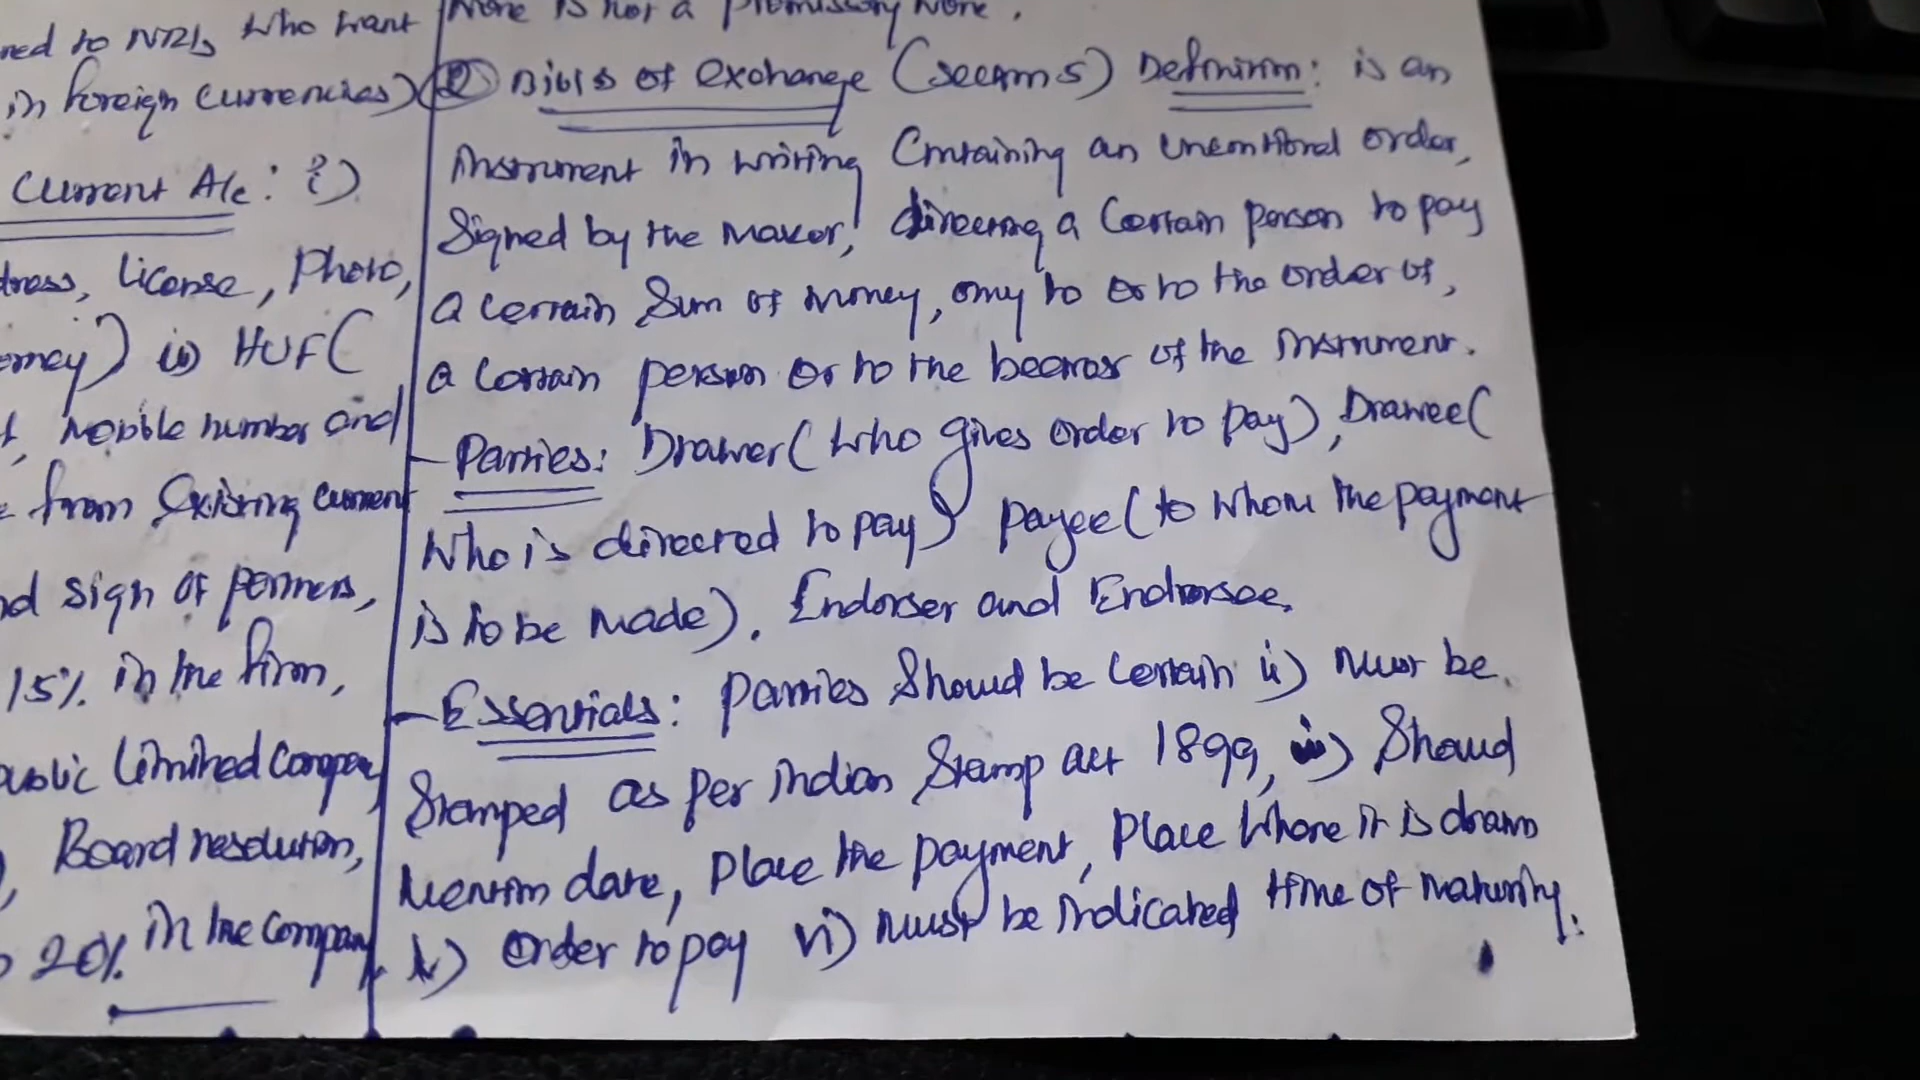 ned to NRIs who want
in foreign currencies)
Current A/c: i)
dress, license, Photo,
ii) HUF(
mobile number and
from existing current
nd sign of partners,
15% in the firm,
public limited company
Board resolution,
20% in the company.
Note is not a promissory note.
② Bills of exchange (section 5) Definition: is an
instrument in writing containing an unconditional order,
signed by the maker, directing a certain person to pay
a certain sum of money, only to or to the order of,
a certain person or to the bearer of the instrument.
- Parties: Drawer (who gives order to pay), Drawee (
who is directed to pay) payee (to whom the payment
is to be made). Endorser and Endorsee.
- Essentials: parties should be certain ii) must be
stamped as per indian stamp act 1899, iii) should
mention date, place the payment, place where it is drawn
v) order to pay vi) must be indicated time of maturity.